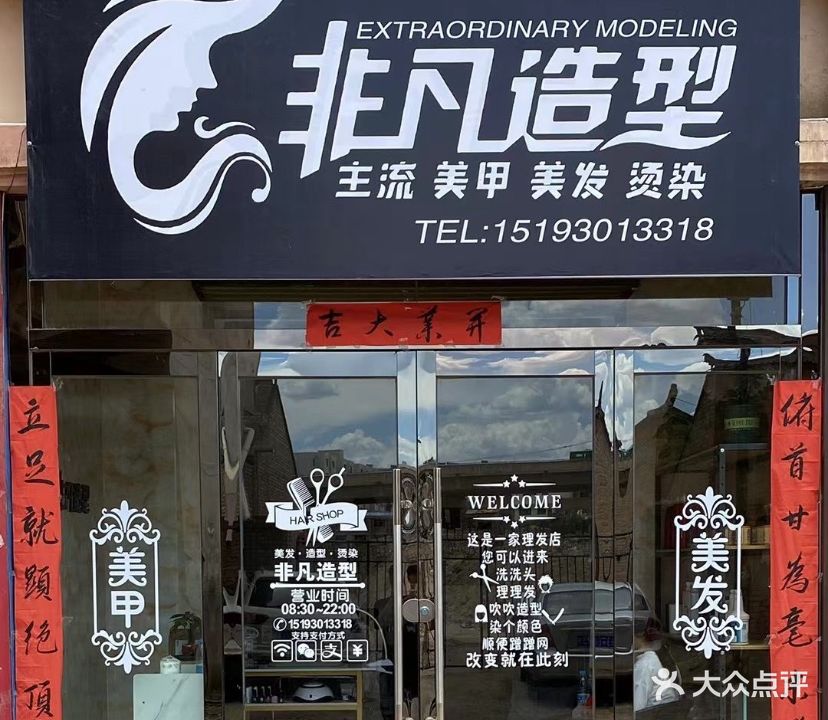 EXTRAORDINARY MODELING
非凡造型
主流 美甲 美发 烫染
TEL:15193013318
吉大業開
立足就顕绝頂
俯首甘為毫
美甲
HAIR SHOP
美发·造型·烫染
非凡造型
营业时间
08:30~22:00
15193013318
支持支付方式
支 ¥
WELCOME
这是一家理发店
您可以进来
洗洗头
理理发
吹吹造型
染个颜色
顺便蹭蹭网
改变就在此刻
美发
大众点评